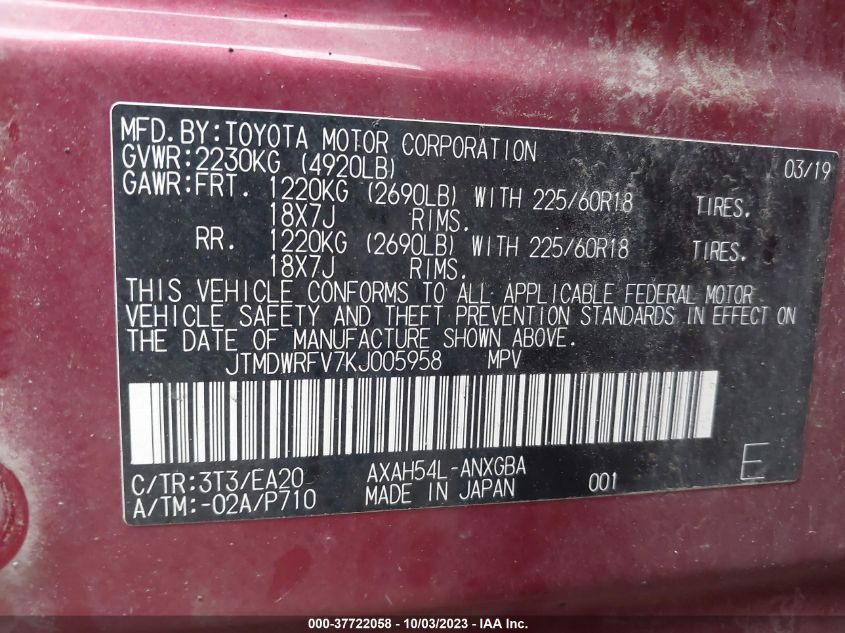 MFD.BY:TOYOTA MOTOR CORPORATION 03/19
GVWR:2230KG (4920LB)
GAWR:FRT. 1220KG (2690LB) WITH 225/60R18 TIRES.
18X7J RIMS.
RR. 1220KG (2690LB) WITH 225/60R18 TIRES.
18X7J RIMS.
THIS VEHICLE CONFORMS TO ALL APPLICABLE FEDERAL MOTOR
VEHICLE SAFETY AND THEFT PREVENTION STANDARDS IN EFFECT ON
THE DATE OF MANUFACTURE SHOWN ABOVE.
JTMDWRFV7KJ005958 MPV
C/TR:3T3/EA20 AXAH54L-ANXGBA 001 E
A/TM:-02A/P710 MADE IN JAPAN
000-37722058 - 10/03/2023 - IAA, Inc.